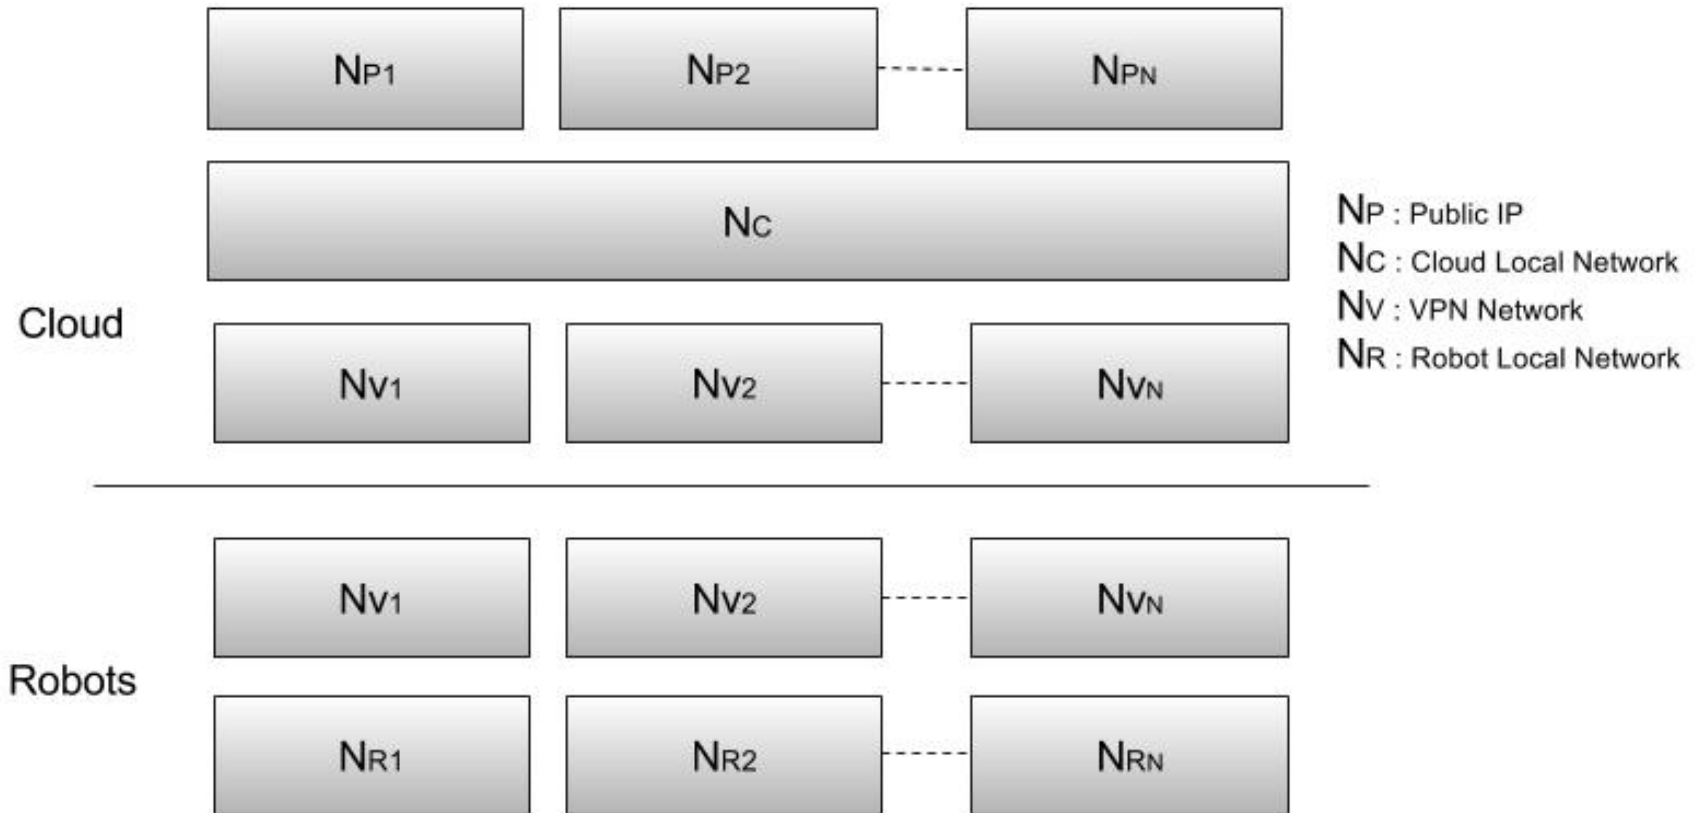 NP1 NP2 NPN
NC
NP : Public IP
NC : Cloud Local Network
NV : VPN Network
NR : Robot Local Network
Cloud
NV1 NV2 NVN
NV1 NV2 NVN
Robots
NR1 NR2 NRN